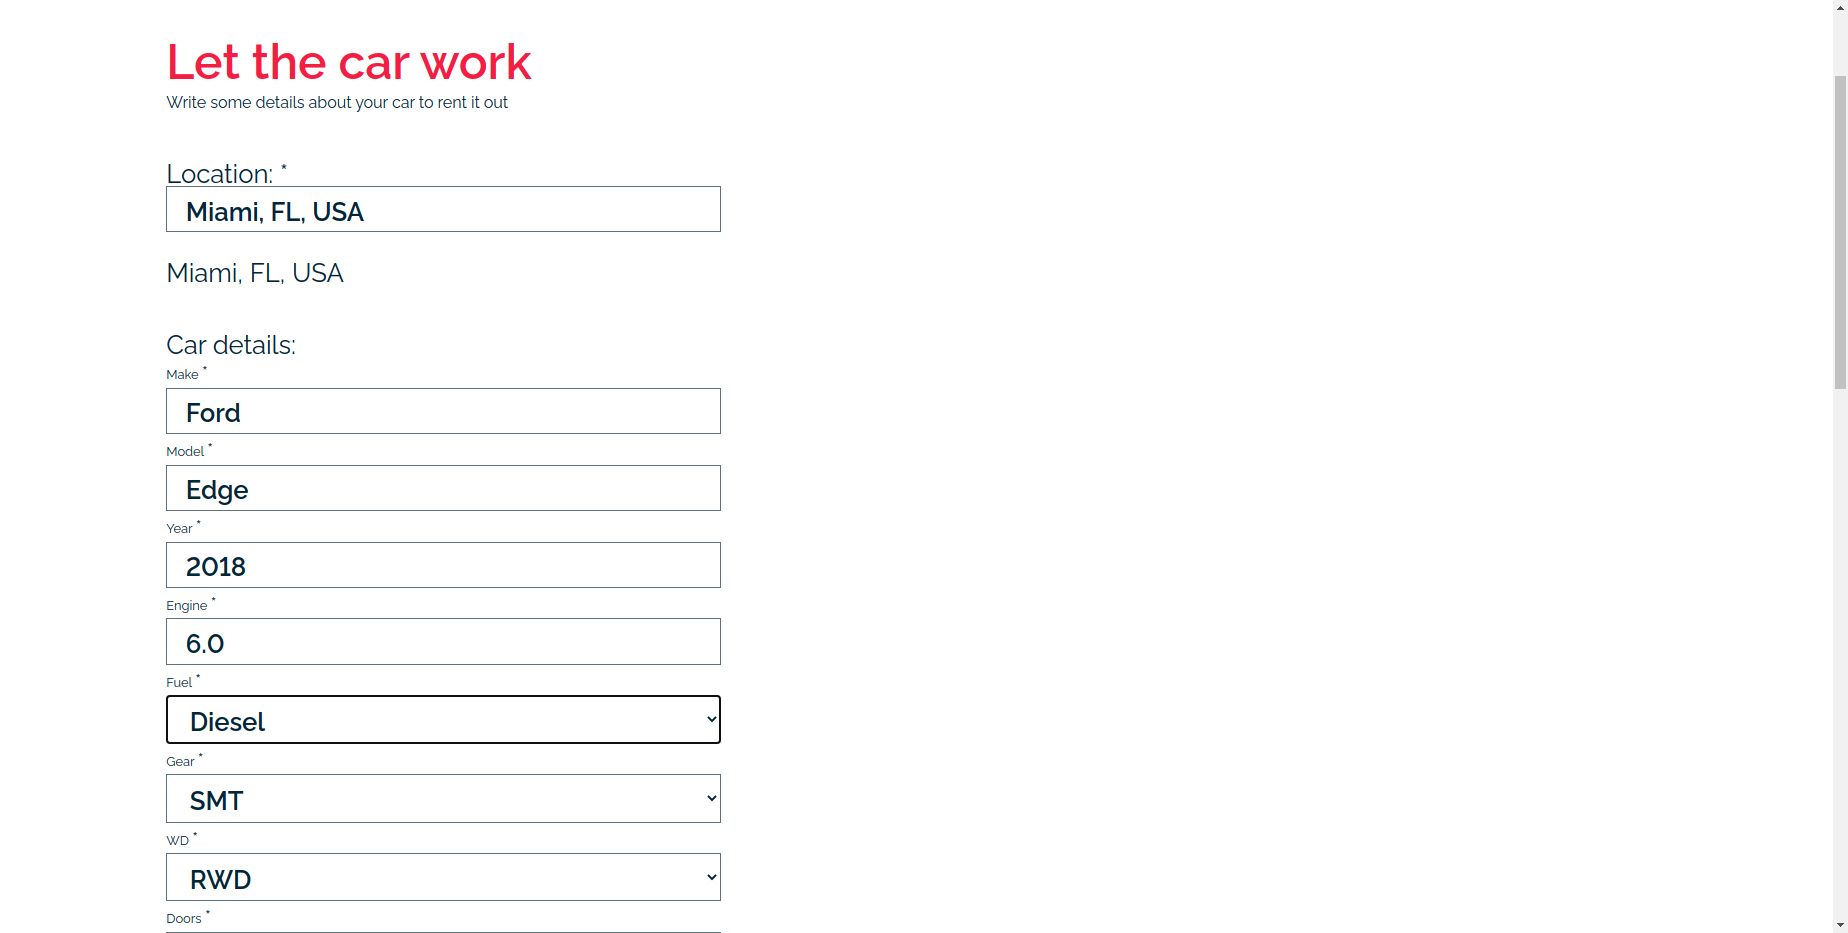 Let the car work
Write some details about your car to rent it out
Location: *
Miami, FL, USA
Miami, FL, USA
Car details:
Make *
Ford
Model *
Edge
Year *
2018
Engine *
6.0
Fuel *
Diesel
Gear *
SMT
WD *
RWD
Doors *